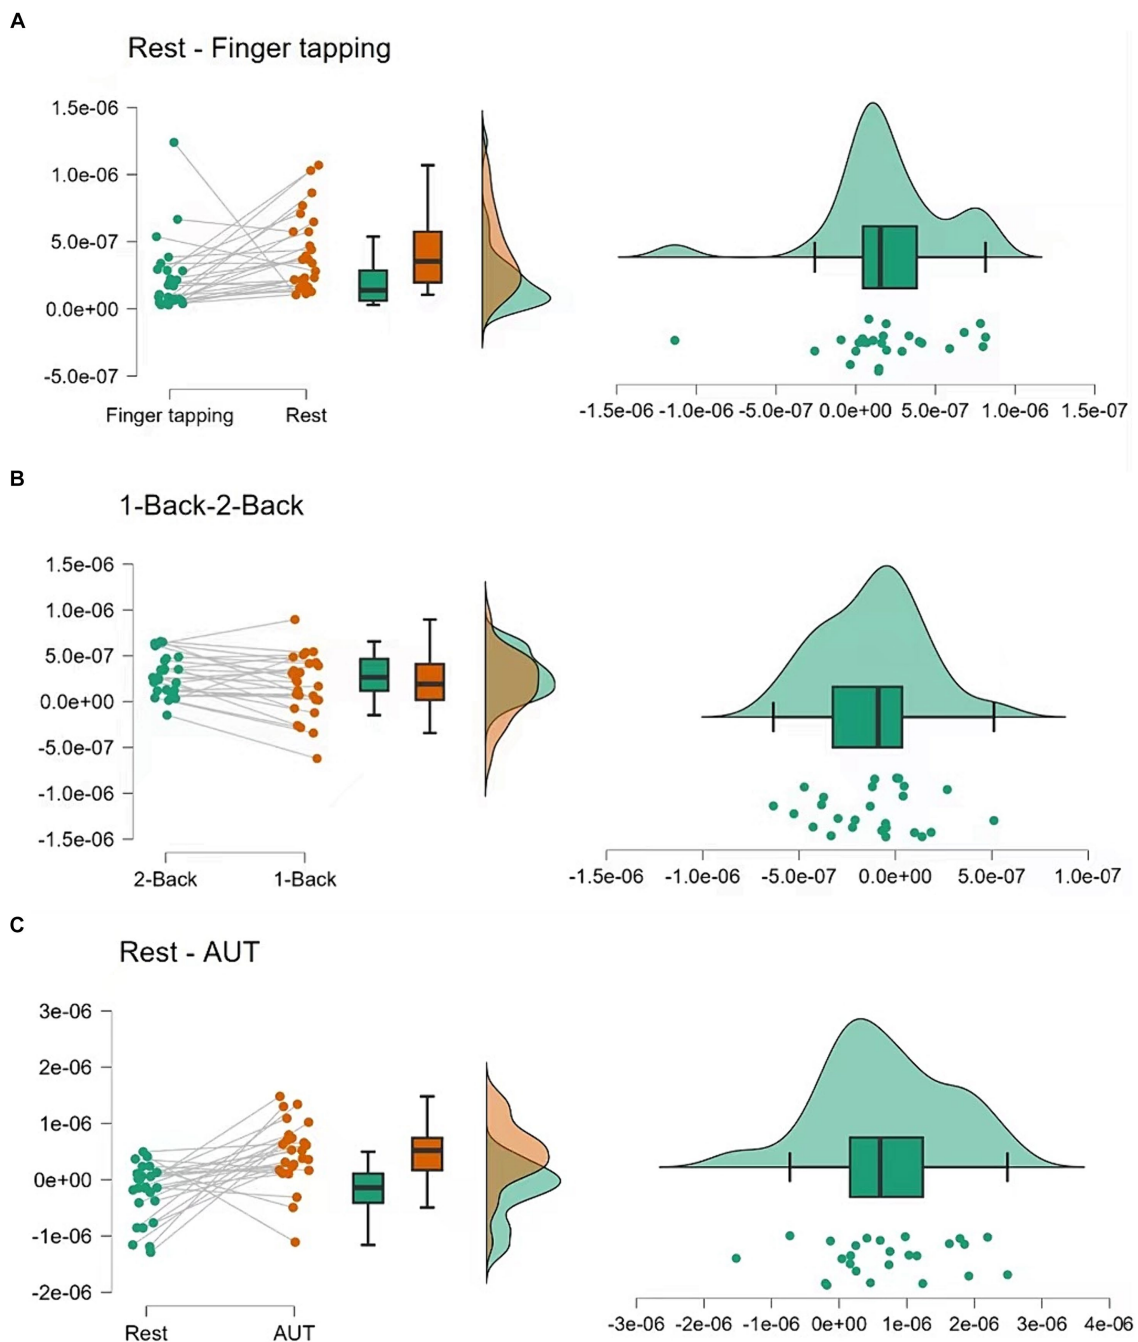 A
Rest - Finger tapping
1.5e-06
1.0e-06
5.0e-07
0.0e+00
-5.0e-07
Finger tapping Rest
-1.5e-06 -1.0e-06 -5.0e-07 0.0e+00 5.0e-07 1.0e-06 1.5e-07
B
1-Back-2-Back
1.5e-06
1.0e-06
5.0e-07
0.0e+00
-5.0e-07
-1.0e-06
-1.5e-06
2-Back 1-Back
-1.5e-06 -1.0e-06 -5.0e-07 0.0e+00 5.0e-07 1.0e-07
C
Rest - AUT
3e-06
2e-06
1e-06
0e+00
-1e-06
-2e-06
Rest AUT
-3e-06 -2e-06 -1e-06 0e+00 1e-06 2e-06 3e-06 4e-06